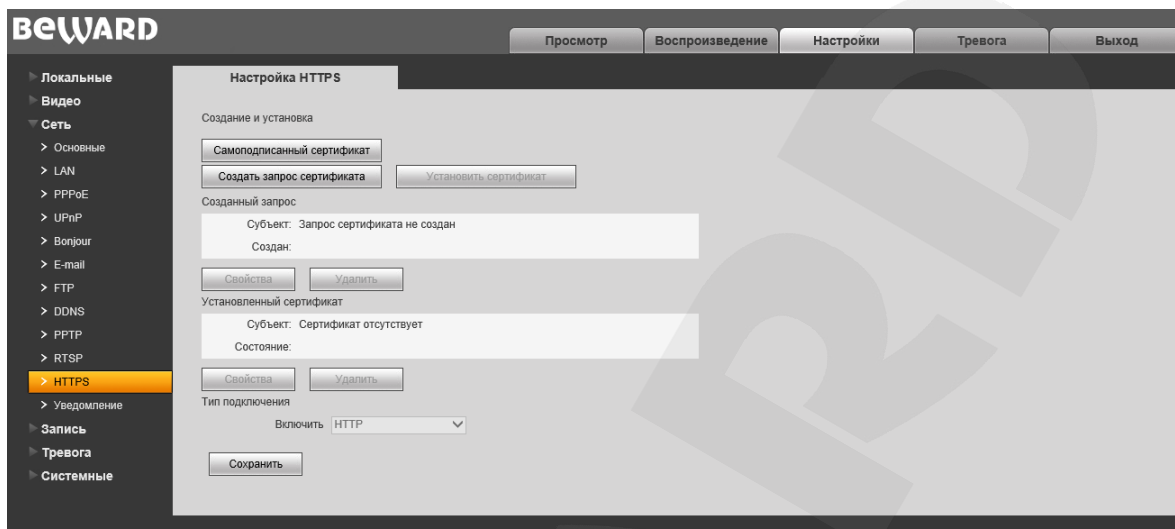 BEWARD
Просмотр Воспроизведение Настройки Тревога Выход
Локальные
Видео
Сеть
Основные
LAN
PPPoE
UPnP
Bonjour
E-mail
FTP
DDNS
PPTP
RTSP
HTTPS
Уведомление
Запись
Тревога
Системные
Настройка HTTPS
Создание и установка
Самоподписанный сертификат
Создать запрос сертификата Установить сертификат
Созданный запрос
Субъект: Запрос сертификата не создан
Создан:
Свойства Удалить
Установленный сертификат
Субъект: Сертификат отсутствует
Состояние:
Свойства Удалить
Тип подключения
Включить HTTP
Сохранить